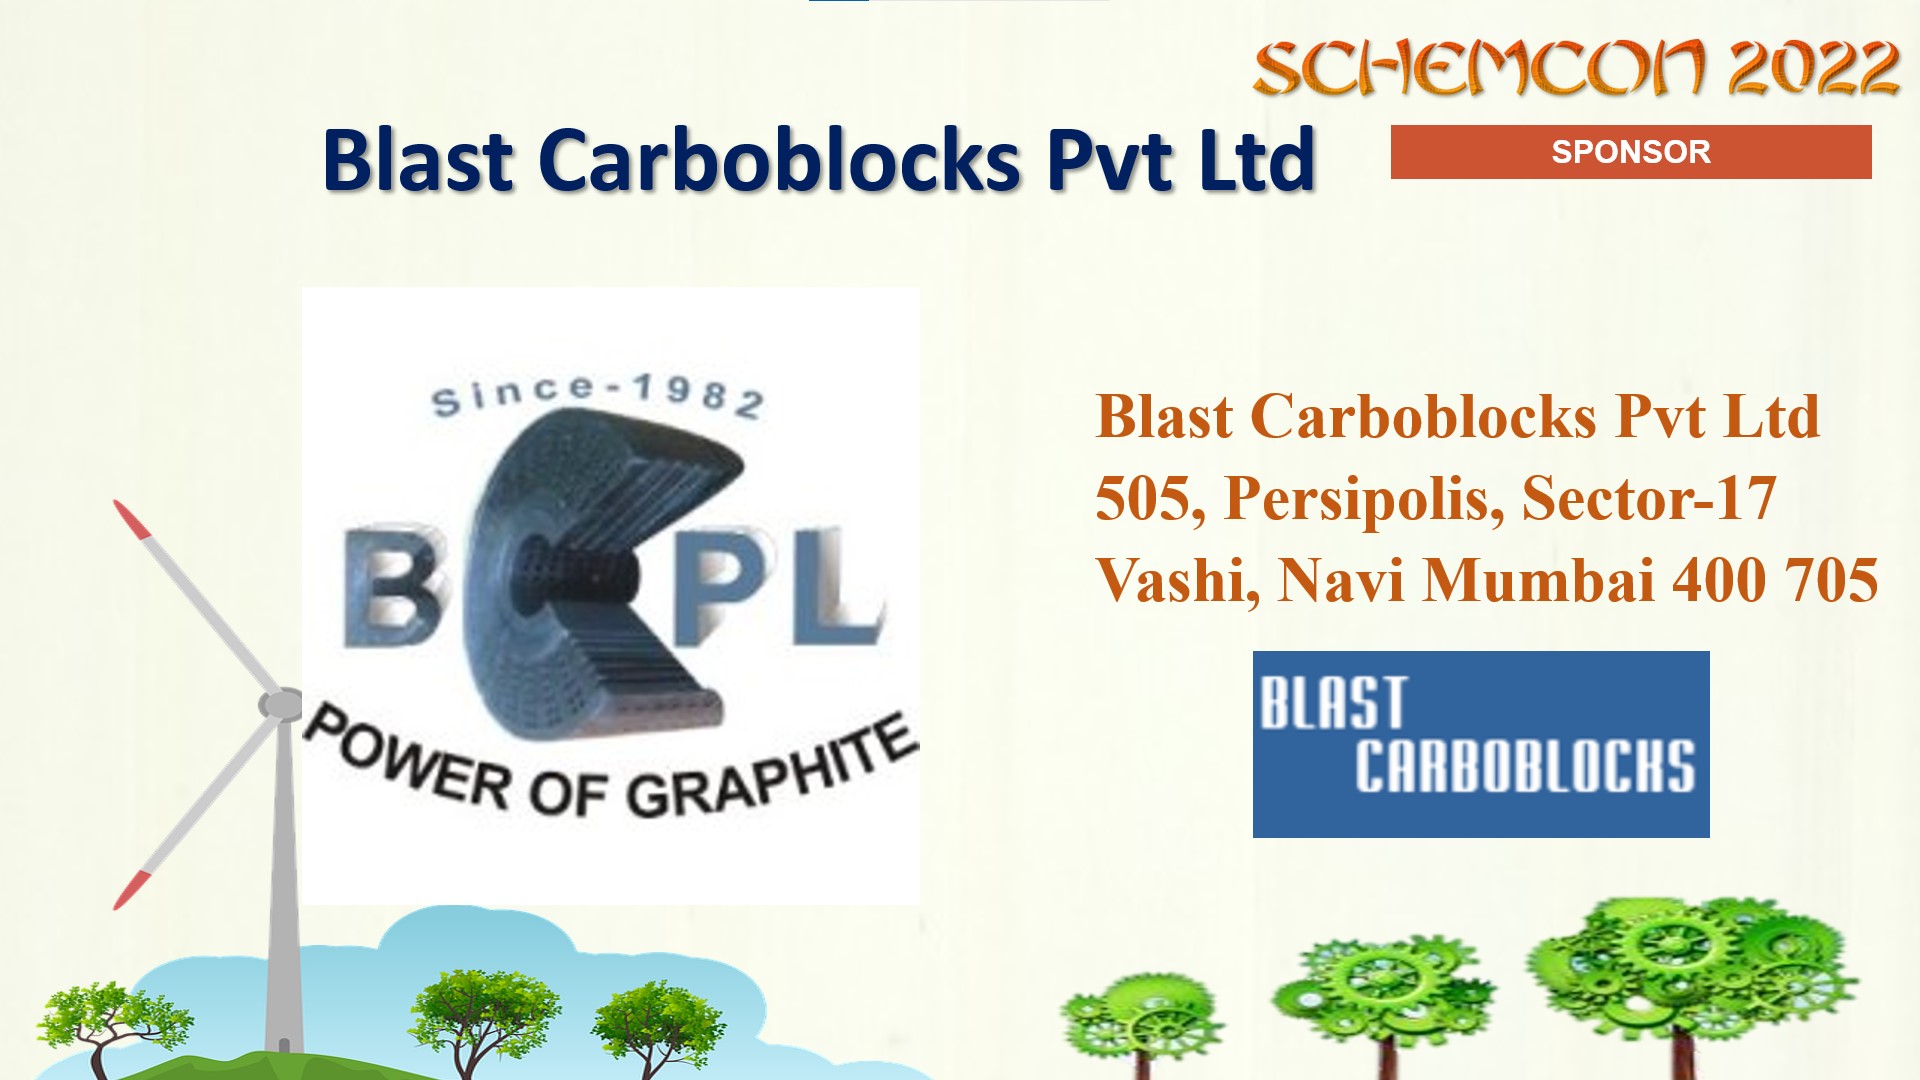 SCHEMCON 2022
Blast Carboblocks Pvt Ltd
SPONSOR
Since-1982
BCPL
POWER OF GRAPHITE
Blast Carboblocks Pvt Ltd
505, Persipolis, Sector-17
Vashi, Navi Mumbai 400 705
BLAST
CARBOBLOCKS